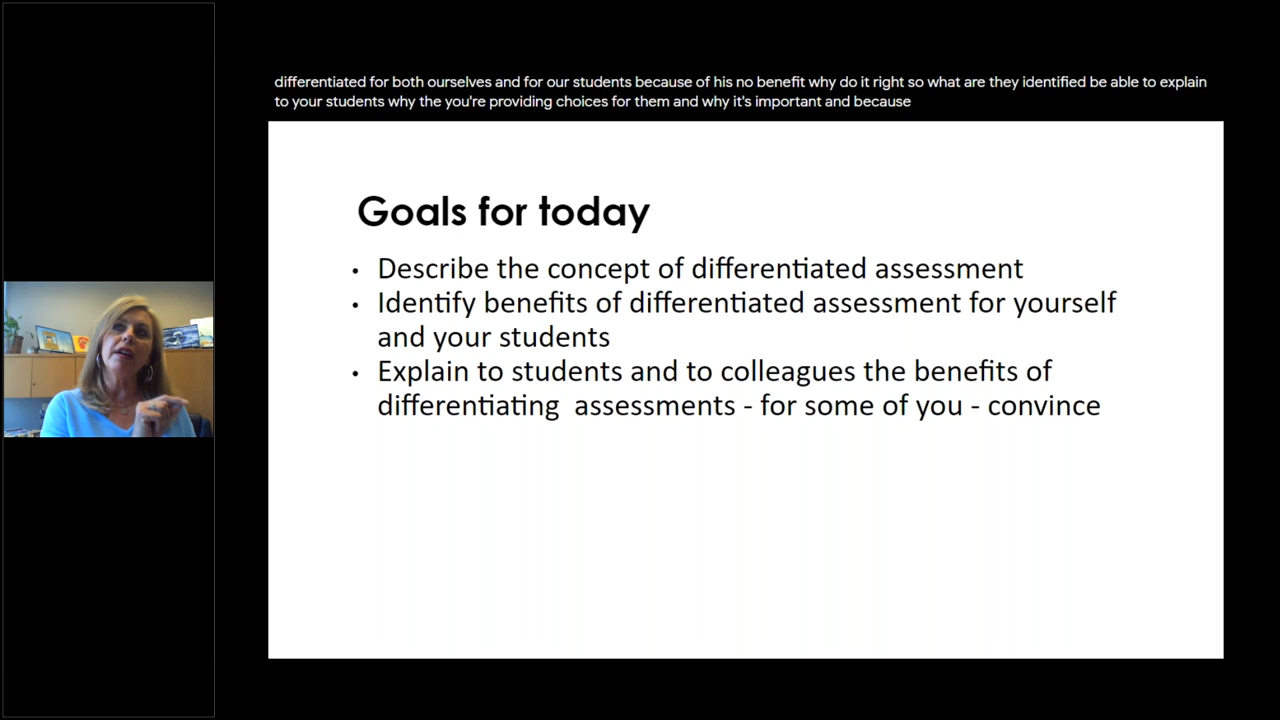 differentiated for both ourselves and for our students because of his no benefit why do it right so what are they identified be able to explain
to your students why the you're providing choices for them and why it's important and because
Goals for today
• Describe the concept of differentiated assessment
• Identify benefits of differentiated assessment for yourself
and your students
• Explain to students and to colleagues the benefits of
differentiating  assessments - for some of you - convince